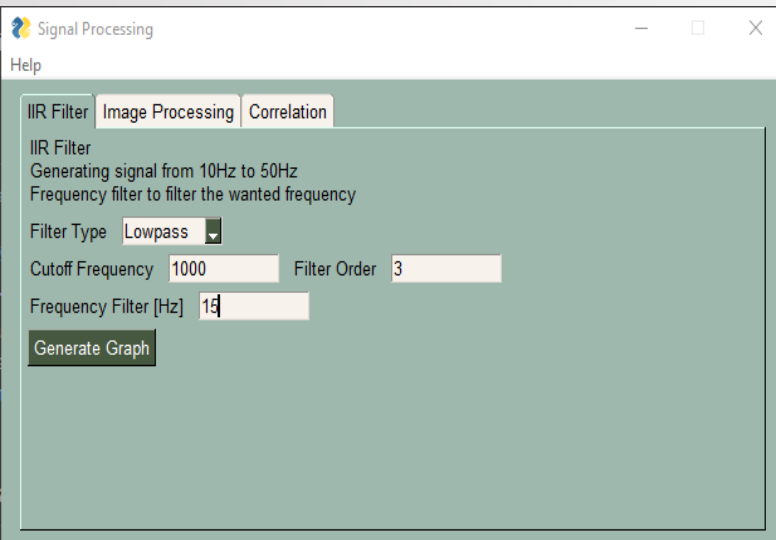 Signal Processing
Help
IIR Filter Image Processing Correlation
IIR Filter
Generating signal from 10Hz to 50Hz
Frequency filter to filter the wanted frequency
Filter Type Lowpass
Cutoff Frequency 1000 Filter Order 3
Frequency Filter [Hz] 15
Generate Graph